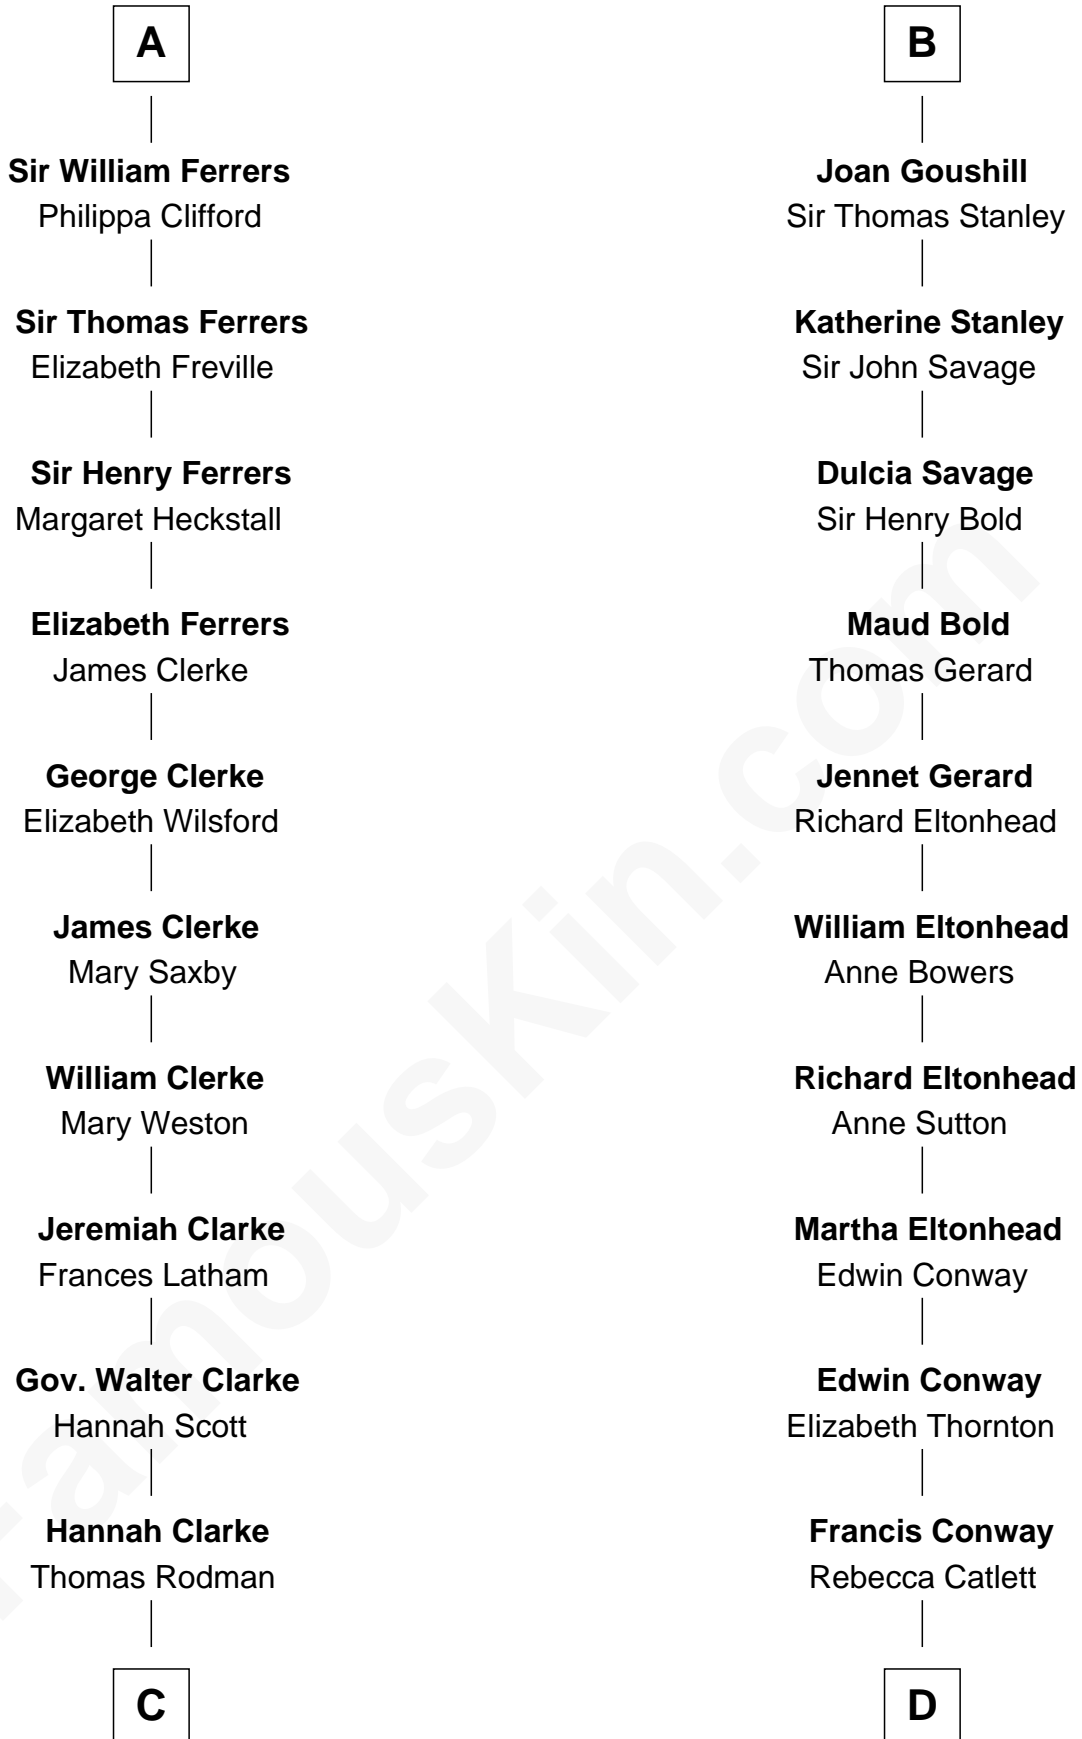 A
Sir William Ferrers
Philippa Clifford
Sir Thomas Ferrers
Elizabeth Freville
Sir Henry Ferrers
Margaret Heckstall
Elizabeth Ferrers
James Clerke
George Clerke
Elizabeth Wilsford
James Clerke
Mary Saxby
William Clerke
Mary Weston
Jeremiah Clarke
Frances Latham
Gov. Walter Clarke
Hannah Scott
Hannah Clarke
Thomas Rodman
C
B
Joan Goushill
Sir Thomas Stanley
Katherine Stanley
Sir John Savage
Dulcia Savage
Sir Henry Bold
Maud Bold
Thomas Gerard
Jennet Gerard
Richard Eltonhead
William Eltonhead
Anne Bowers
Richard Eltonhead
Anne Sutton
Martha Eltonhead
Edwin Conway
Edwin Conway
Elizabeth Thornton
Francis Conway
Rebecca Catlett
D
FamousKin.com